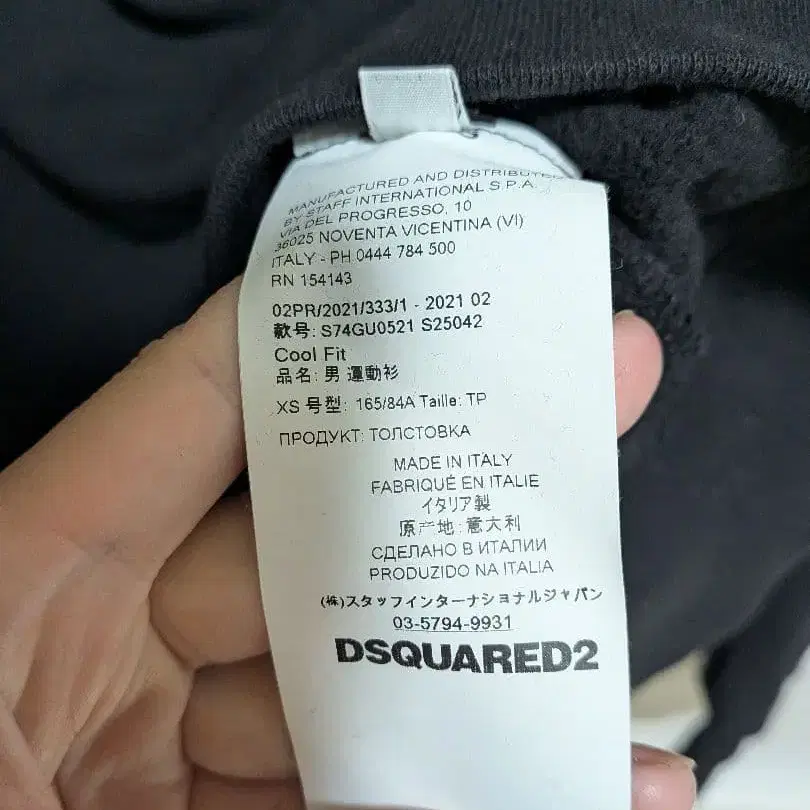 MANUFACTURED AND DISTRIBUTED
BY STAFF INTERNATIONAL S.P.A.
VIA DEL PROGRESSO, 10
36025 NOVENTA VICENTINA (VI)
ITALY - PH 0444 784 500
RN 154143
02PR/2021/333/1 - 2021 02
款号: S74GU0521 S25042
Cool Fit
品名: 男 運動衫
XS 号型: 165/84A Taille: TP
ПРОДУКТ: ТОЛСТОВКА
MADE IN ITALY
FABRIQUÉ EN ITALIE
イタリア製
原产地:意大利
СДЕЛАНО В ИТАЛИИ
PRODUZIDO NA ITALIA
(株)スタッフインターナショナルジャパン
03-5794-9931
DSQUARED2